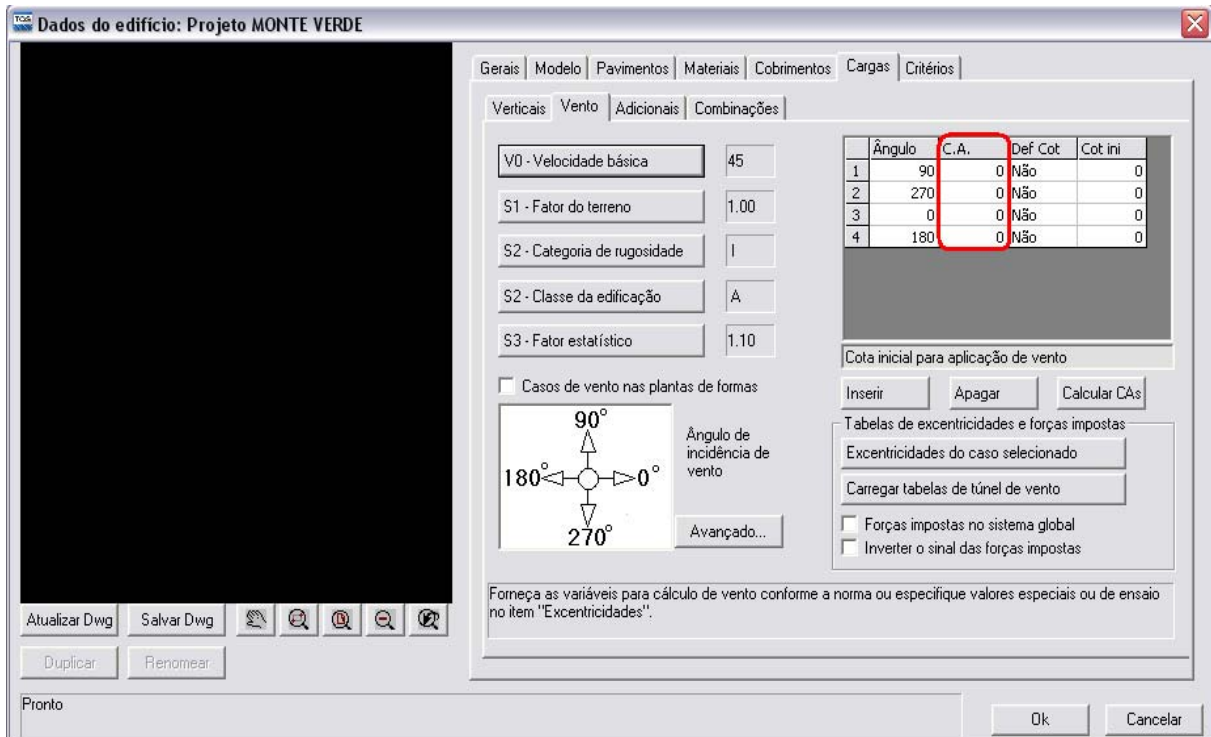 TQS Dados do edifício: Projeto MONTE VERDE
Gerais Modelo Pavimentos Materiais Cobrimentos Cargas Critérios
Verticais Vento Adicionais Combinações
V0 - Velocidade básica 45
S1 - Fator do terreno 1.00
S2 - Categoria de rugosidade I
S2 - Classe da edificação A
S3 - Fator estatístico 1.10
Casos de vento nas plantas de formas
90°
180° 0°
270°
Ângulo de
incidência de
vento
Avançado...
Ângulo C.A. Def Cot Cot ini
1 90 0 Não 0
2 270 0 Não 0
3 0 0 Não 0
4 180 0 Não 0
Cota inicial para aplicação de vento
Inserir Apagar Calcular CAs
Tabelas de excentricidades e forças impostas
Excentricidades do caso selecionado
Carregar tabelas de túnel de vento
Forças impostas no sistema global
Inverter o sinal das forças impostas
Forneça as variáveis para cálculo de vento conforme a norma ou especifique valores especiais ou de ensaio
no item "Excentricidades".
Atualizar Dwg Salvar Dwg
Duplicar Renomear
Pronto
Ok Cancelar